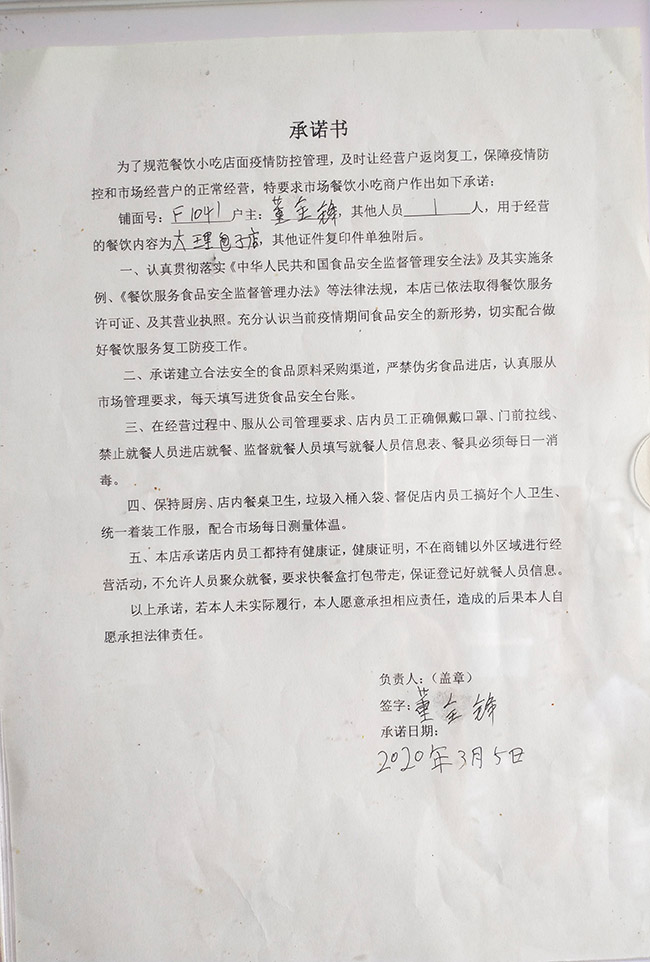 承诺书
为了规范餐饮小吃店面疫情防控管理，及时让经营户返岗复工，保障疫情防
控和市场经营户的正常经营，特要求市场餐饮小吃商户作出如下承诺：
铺面号：F1041户主：董全锋，其他人员1人，用于经营
的餐饮内容为大理包子店，其他证件复印件单独附后。
一、认真贯彻落实《中华人民共和国食品安全监督管理安全法》及其实施条
例、《餐饮服务食品安全监督管理办法》等法律法规，本店已依法取得餐饮服务
许可证、及其营业执照。充分认识当前疫情期间食品安全的新形势，切实配合做
好餐饮服务复工防疫工作。
二、承诺建立合法安全的食品原料采购渠道，严禁伪劣食品进店，认真服从
市场管理要求，每天填写进货食品安全台账。
三、在经营过程中、服从公司管理要求、店内员工正确佩戴口罩、门前拉线、
禁止就餐人员进店就餐、监督就餐人员填写就餐人员信息表、餐具必须每日一消
毒。
四、保持厨房、店内餐桌卫生，垃圾入桶入袋、督促店内员工搞好个人卫生、
统一着装工作服，配合市场每日测量体温。
五、本店承诺店内员工都持有健康证，健康证明，不在商铺以外区域进行经
营活动，不允许人员聚众就餐，要求快餐盒打包带走，保证登记好就餐人员信息。
以上承诺，若本人未实际履行，本人愿意承担相应责任，造成的后果本人自
愿承担法律责任。
负责人：（盖章）
签字：董全锋
承诺日期：
2020年3月5日